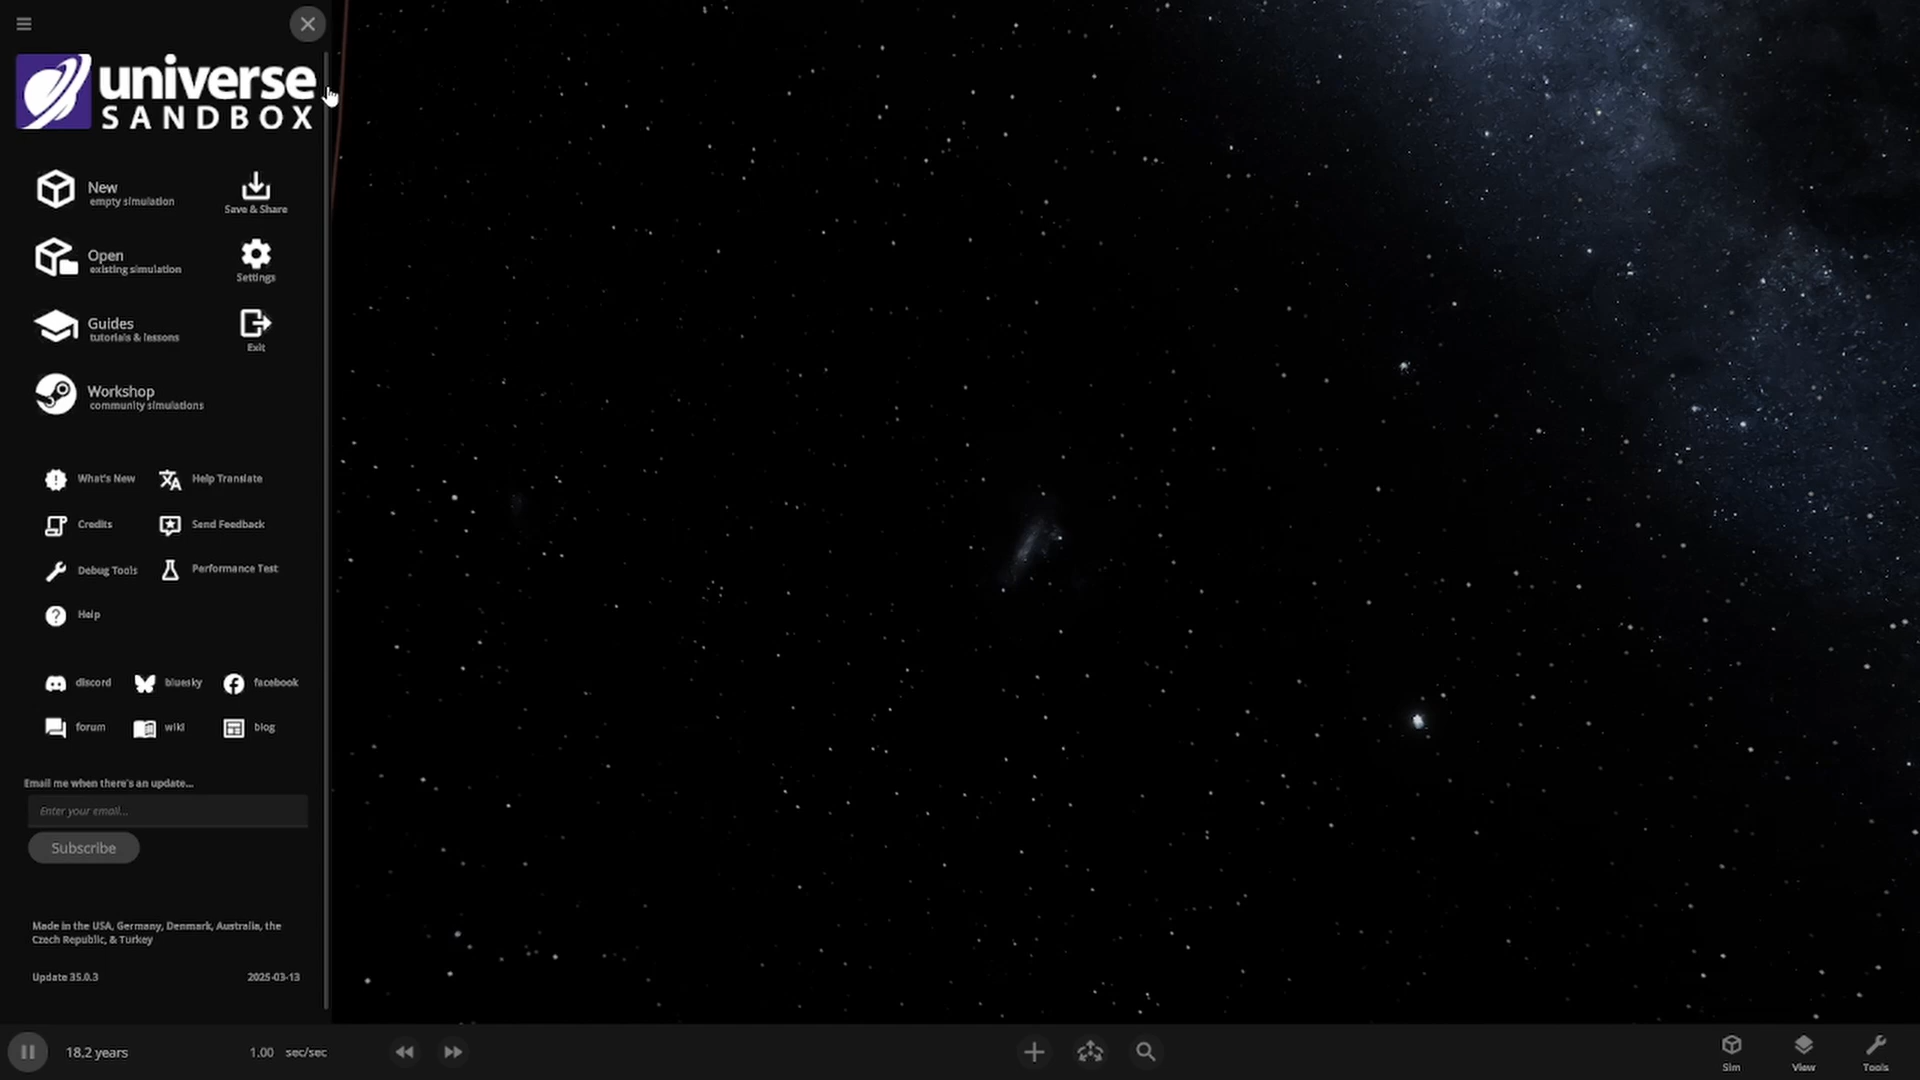 universe
SANDBOX
New
empty simulation
Save & Share
Open
existing simulation
Settings
Guides
tutorials & lessons
Exit
Workshop
community simulations
What's New
Help Translate
Credits
Send Feedback
Debug Tools
Performance Test
Help
discord
bluesky
facebook
forum
wiki
blog
Email me when there's an update...
Enter your email...
Subscribe
Made in the USA, Germany, Denmark, Australia, the
Czech Republic, & Turkey
Update 35.0.3
2025-03-13
18.2 years
1.00 sec/sec
Sim
View
Tools